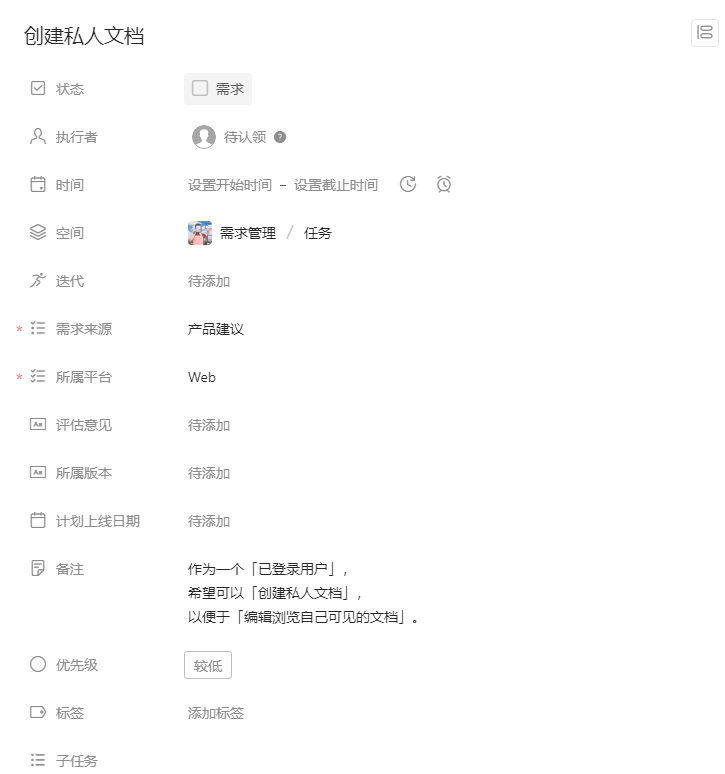 创建私人文档
状态 需求
执行者 待认领 ?
时间 设置开始时间 – 设置截止时间
空间 需求管理 / 任务
迭代 待添加
* 需求来源 产品建议
* 所属平台 Web
评估意见 待添加
所属版本 待添加
计划上线日期 待添加
备注 作为一个「已登录用户」,
希望可以「创建私人文档」,
以便于「编辑浏览自己可见的文档」。
优先级 较低
标签 添加标签
子任务